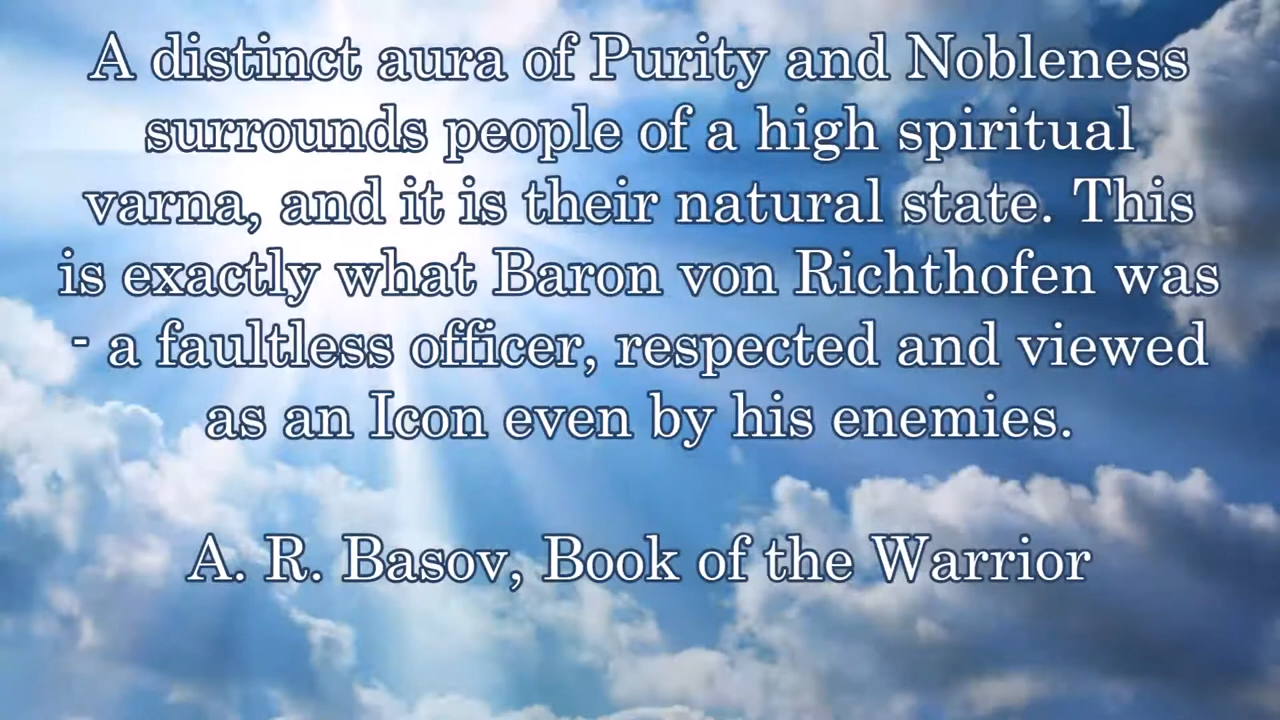 A distinct aura of Purity and Nobleness
surrounds people of a high spiritual
varna, and it is their natural state. This
is exactly what Baron von Richthofen was
- a faultless officer, respected and viewed
as an Icon even by his enemies.
A. R. Basov, Book of the Warrior